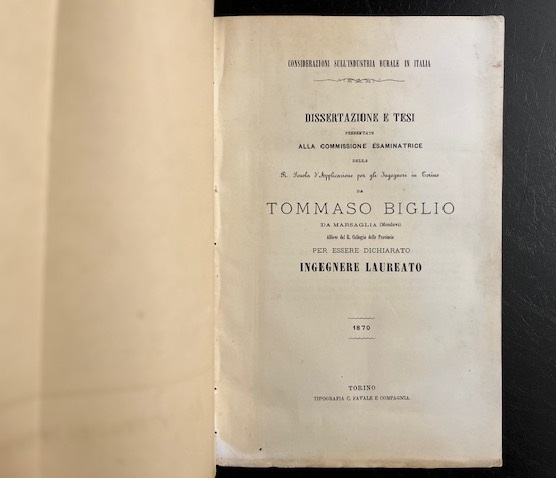 CONSIDERAZIONI SULL'INDUSTRIA RURALE IN ITALIA
DISSERTAZIONE E TESI
PRESENTATE
ALLA COMMISSIONE ESAMINATRICE
DELLA
R. Scuola d'Applicazione per gli Ingegneri in Torino
DA
TOMMASO BIGLIO
DA MARSAGLIA (Mondovì)
Allievo del R. Collegio delle Provincie
PER ESSERE DICHIARATO
INGEGNERE LAUREATO
1870
TORINO
TIPOGRAFIA C. FAVALE E COMPAGNIA.